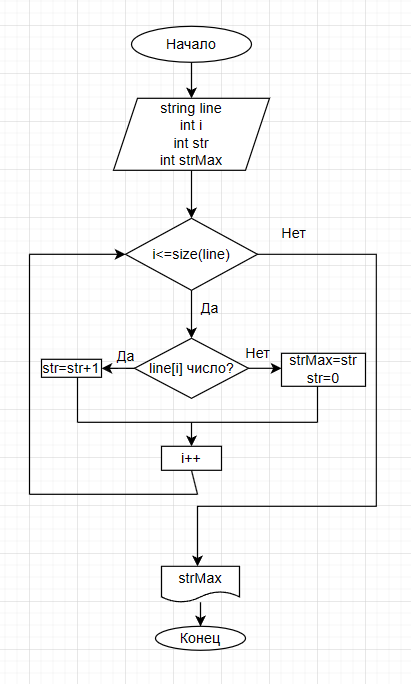 Начало
string line
int i
int str
int strMax
i<=size(line)
Нет
Да
line[i] число?
Да
Нет
str=str+1
strMax=str
str=0
i++
strMax
Конец